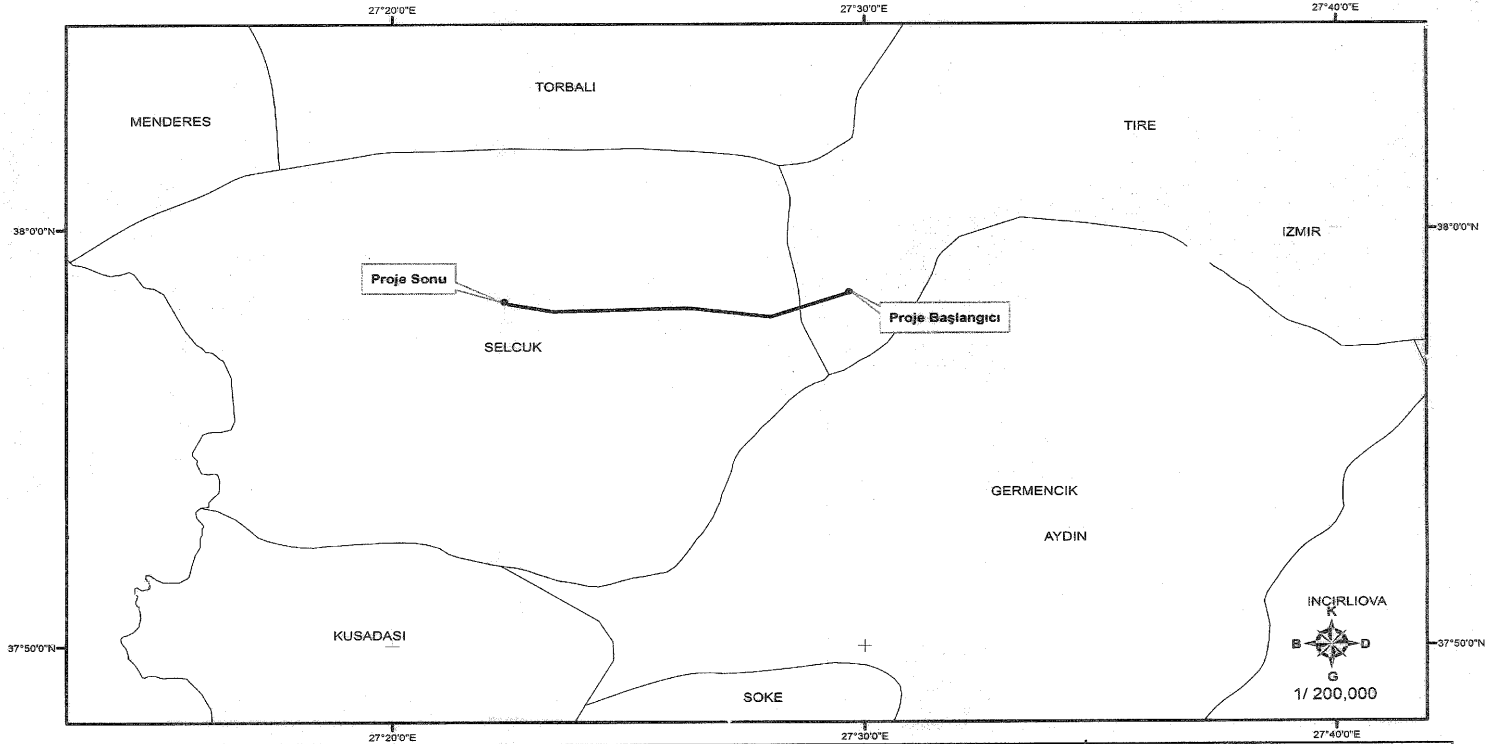 27°20'0"E
27°30'0"E
27°40'0"E
TORBALI
MENDERES
TIRE
38°0'0"N
IZMIR
38°0'0"N
Proje Sonu
Proje Başlangıcı
SELCUK
GERMENCIK
AYDIN
INCIRLIOVA
KUSADASI
K
B
D
G
37°50'0"N
37°50'0"N
1/ 200,000
SOKE
27°20'0"E
27°30'0"E
27°40'0"E